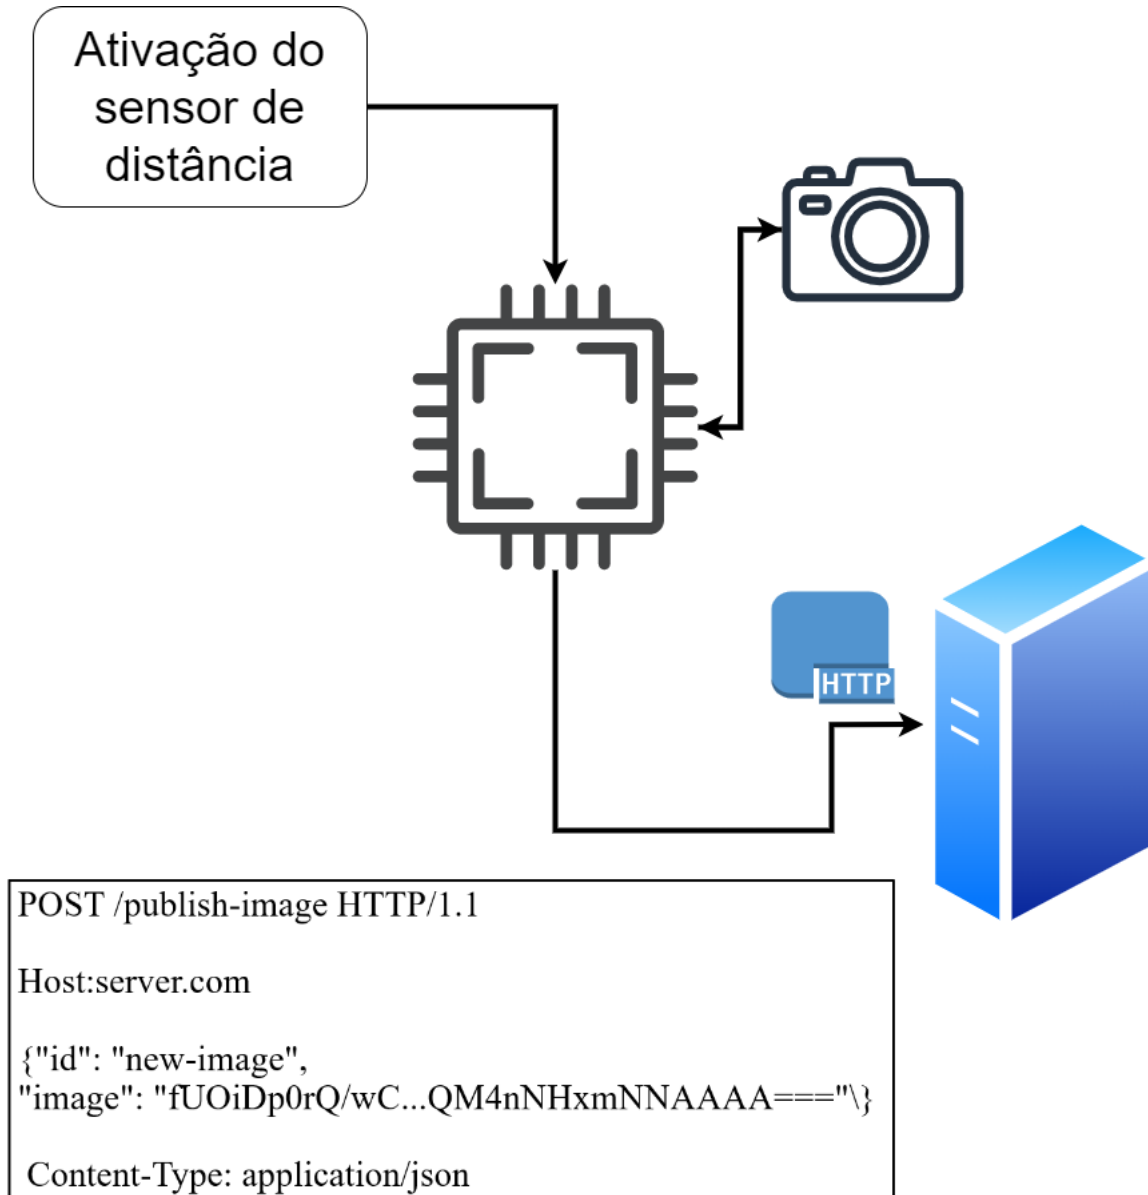 Ativação do
sensor de
distância
HTTP
POST /publish-image HTTP/1.1
Host:server.com
{"id": "new-image",
"image": "fUOiDp0rQ/wC...QM4nNHxmNNAAAA==="\}
Content-Type: application/json